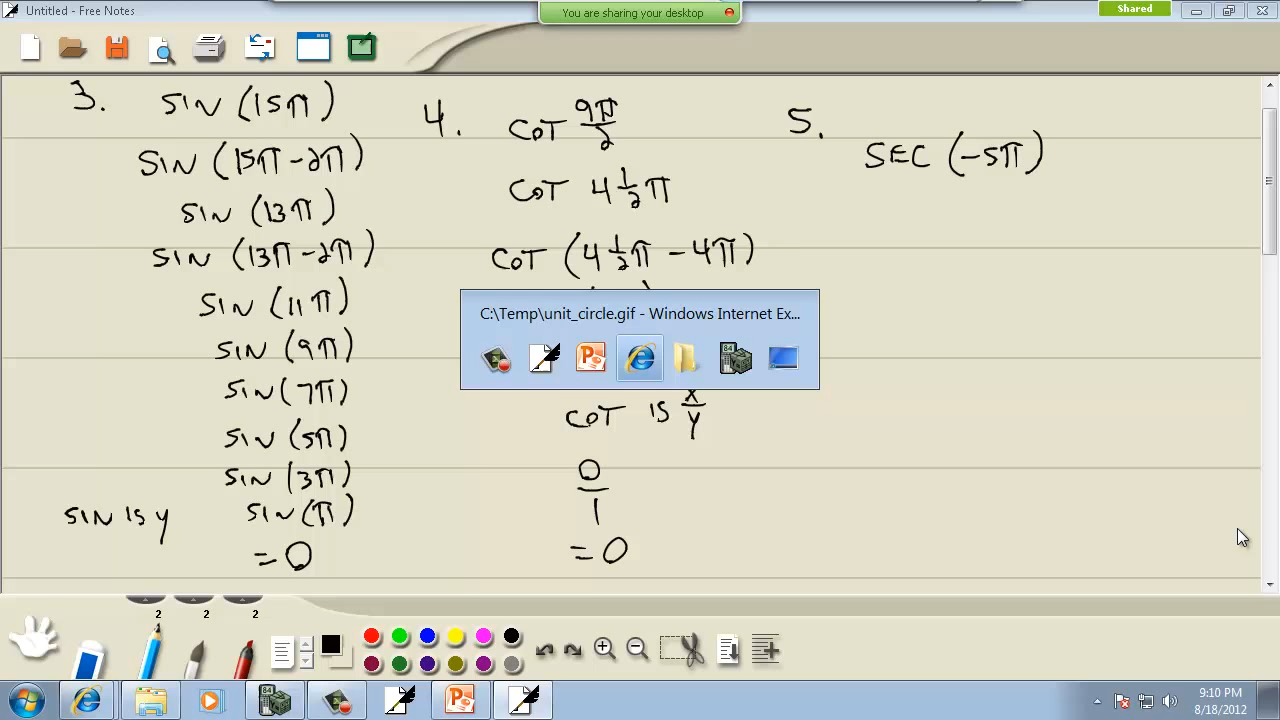 Untitled - Free Notes
You are sharing your desktop
Shared
3.
SIN (15π)
SIN (15π - 2π)
SIN (13π)
SIN (13π - 2π)
SIN (11π)
SIN (9π)
SIN (7π)
SIN (5π)
SIN (3π)
SIN IS y SIN (π)
= 0
4.
COT 9π/2
COT 4 1/2 π
COT (4 1/2 π - 4π)
COT IS x/y
0/1
= 0
5.
SEC (-5π)
C:\Temp\unit_circle.gif - Windows Internet Ex...
84
2 2 2
84
9:10 PM
8/18/2012